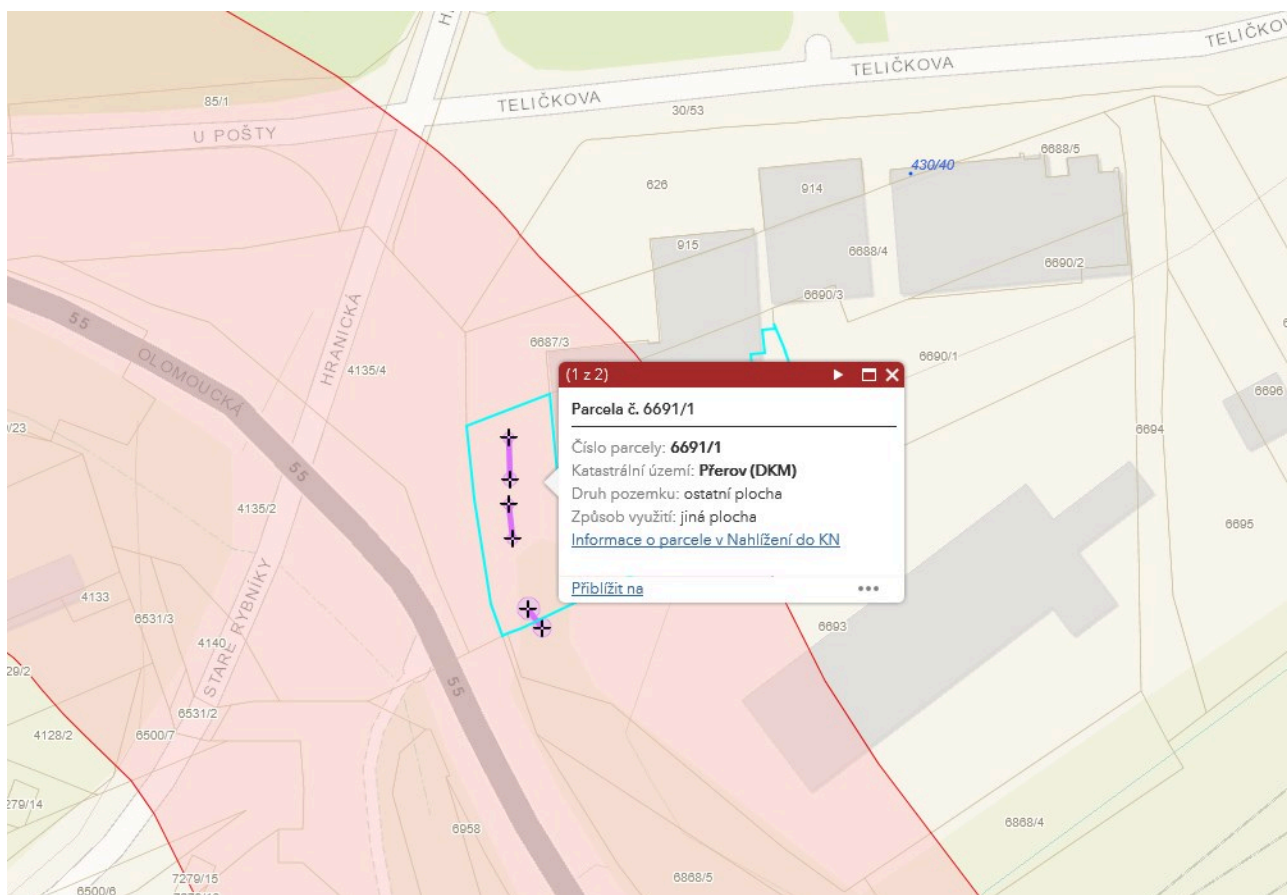 TELIČKOVA
TELIČKOVA
TELIČKOVA
85/1
30/53
U POŠTY
6688/5
430/40
626
914
915
6688/4
6690/2
6690/3
55
HRANICKÁ
6687/3
OLOMOUCKÁ
4135/4
6690/1
6696
(1 z 2)
Parcela č. 6691/1
Číslo parcely: 6691/1
Katastrální území: Přerov (DKM)
Druh pozemku: ostatní plocha
Způsob využití: jiná plocha
Informace o parcele v Nahlížení do KN
Přiblížit na
6694
55
4135/2
6695
4133
6531/3
4140
STARÉ RYBNÍKY
6693
55
6531/2
4128/2
6500/7
6958
6868/4
7279/15
6868/5
6500/6